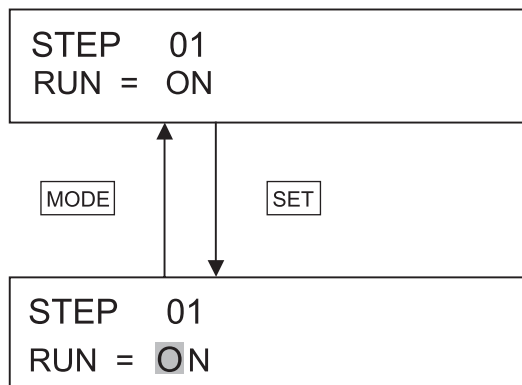 STEP 01
RUN = ON
MODE SET
STEP 01
RUN = ON